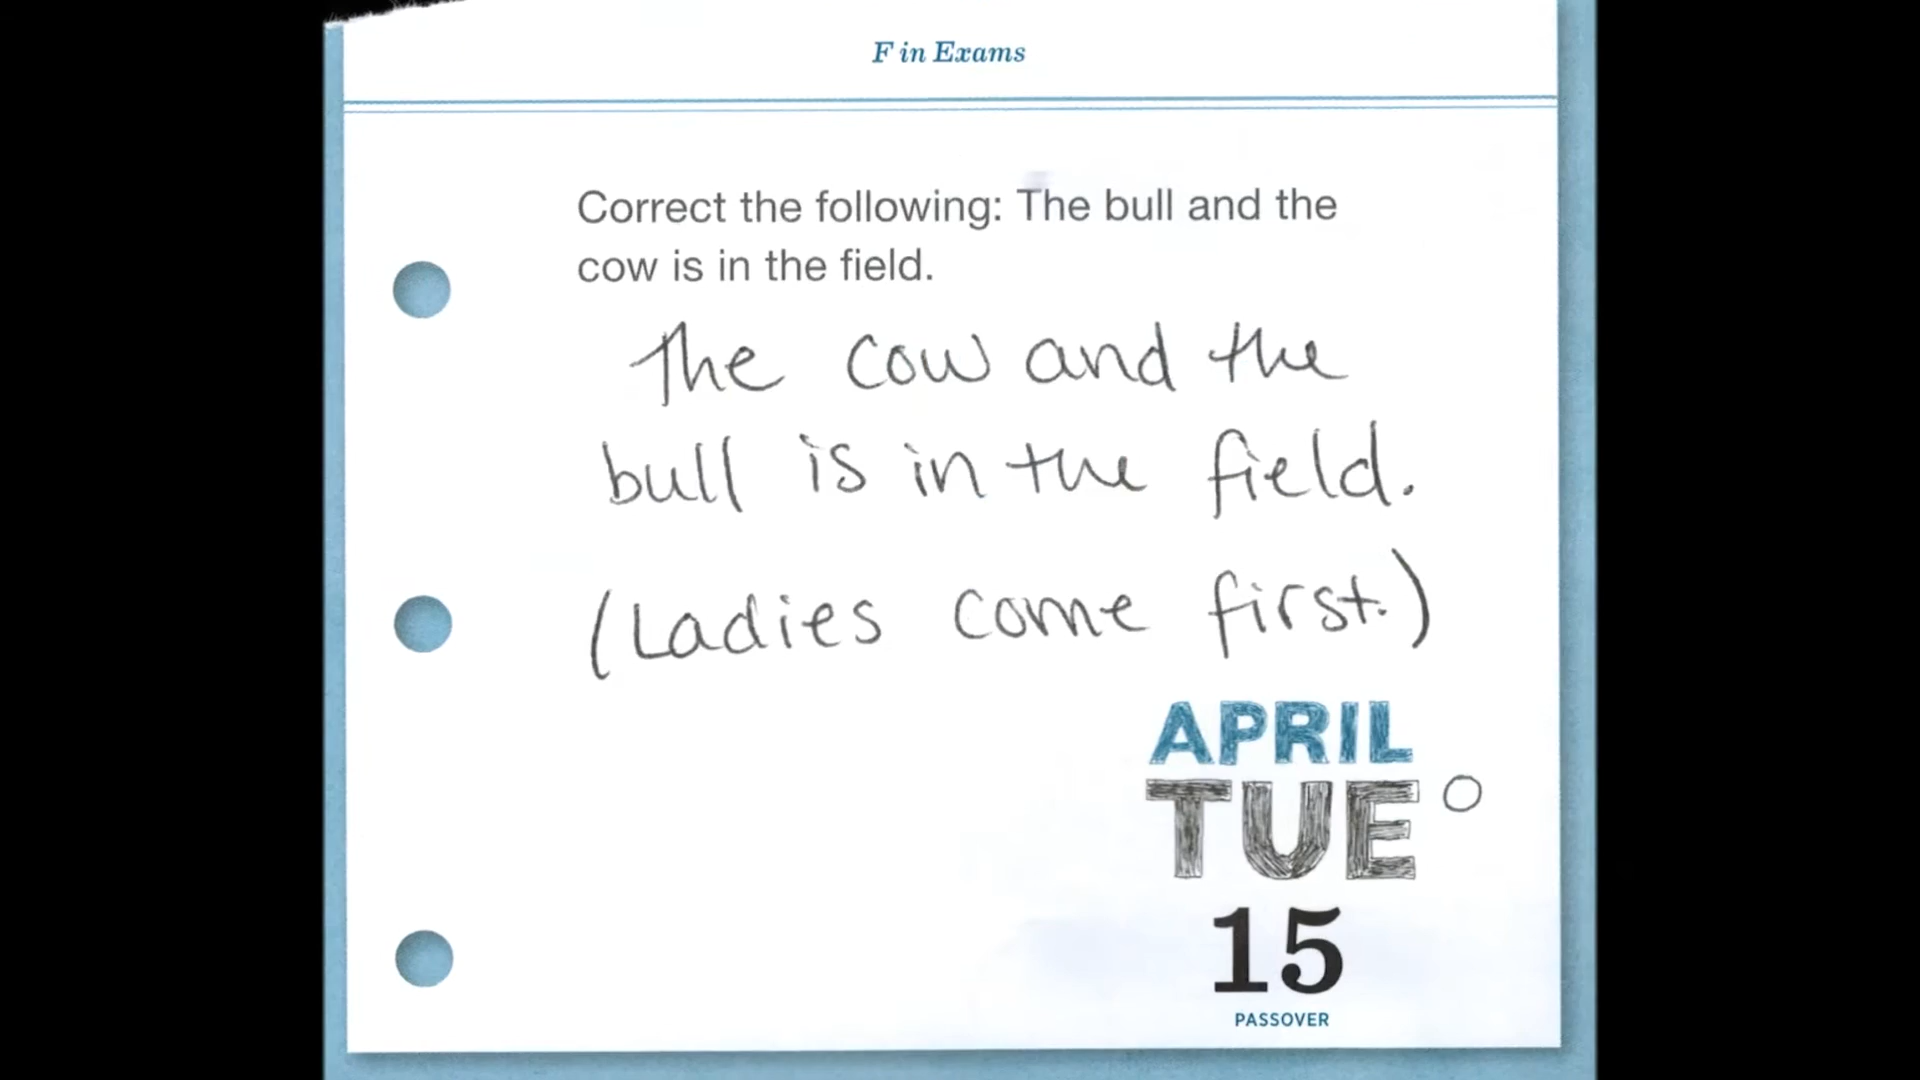 F in Exams
Correct the following: The bull and the
cow is in the field.
The cow and the
bull is in the field.
(Ladies come first.)
APRIL
TUE
15
PASSOVER